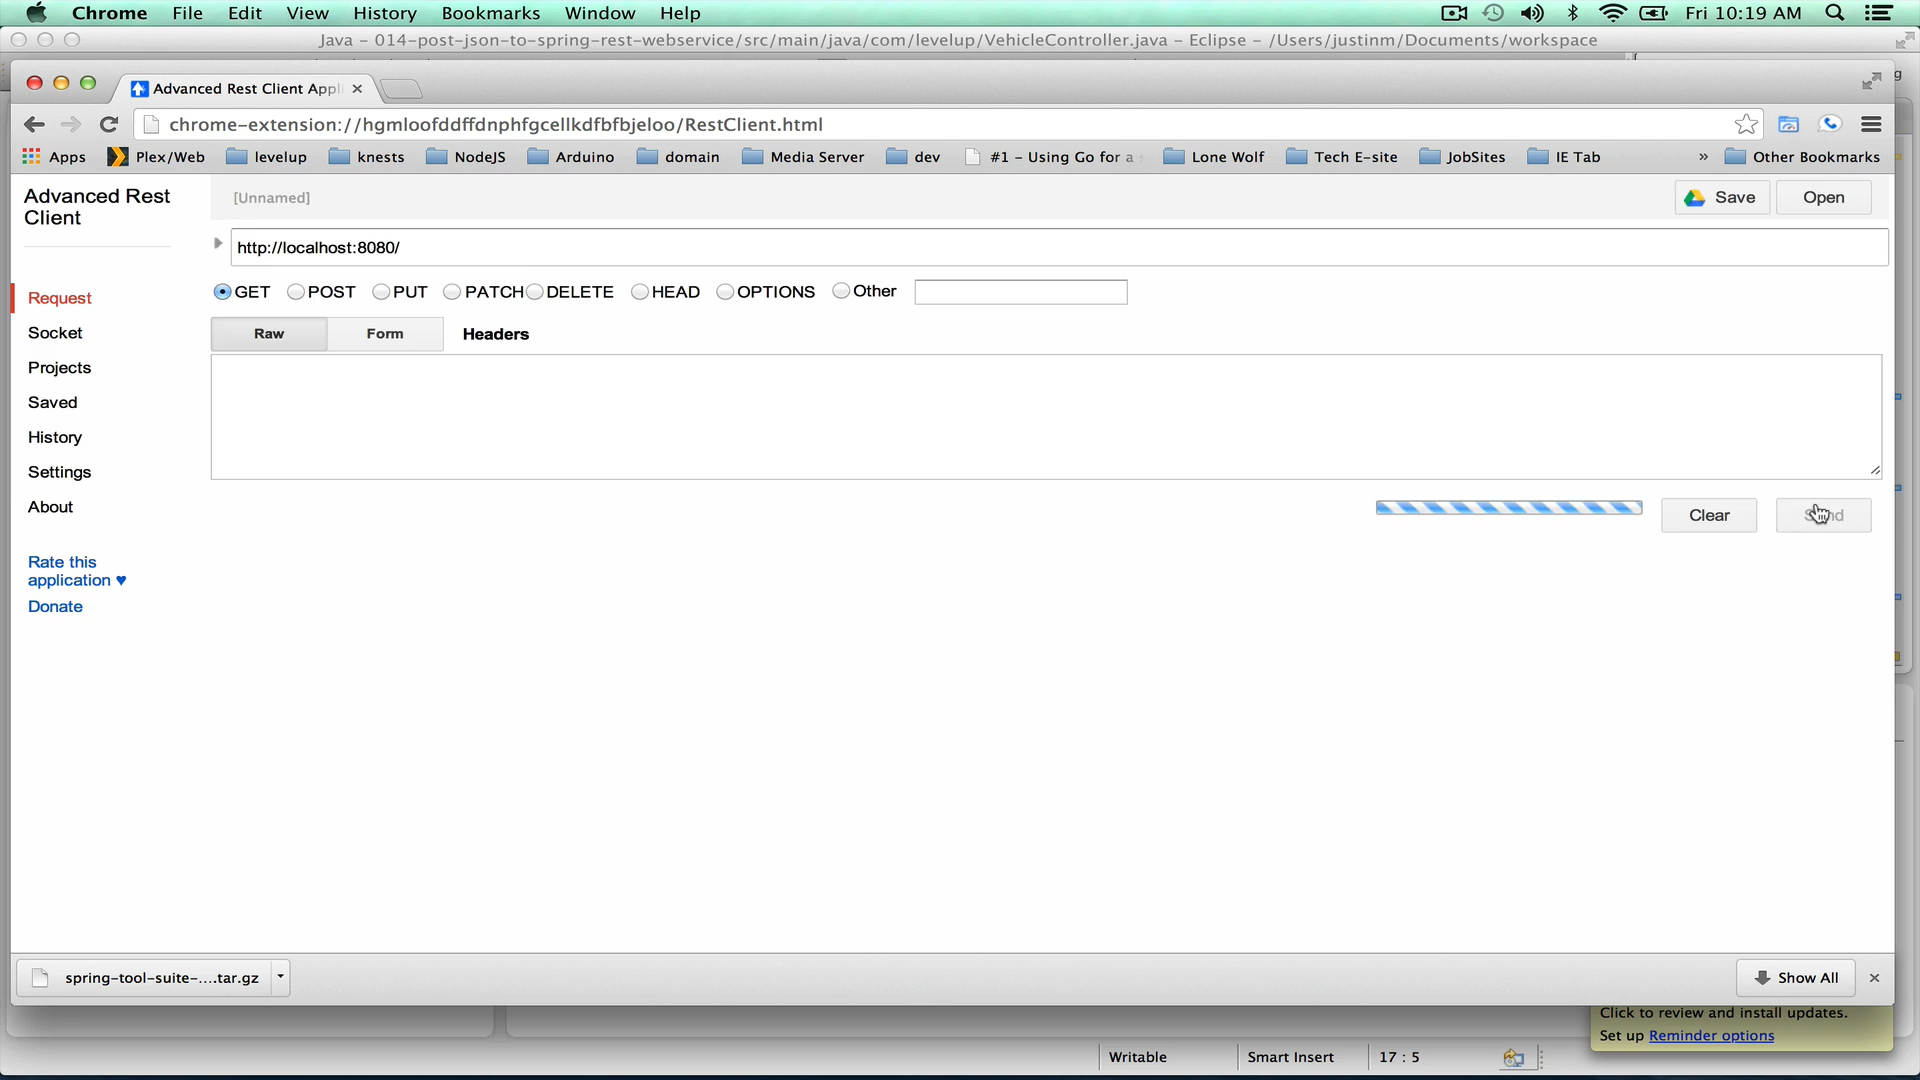 Chrome File Edit View History Bookmarks Window Help Fri 10:19 AM
Java – 014-post-json-to-spring-rest-webservice/src/main/java/com/levelup/VehicleController.java – Eclipse – /Users/justinm/Documents/workspace
Advanced Rest Client Appl
chrome-extension://hgmloofddffdnphfgcellkdfbfbjeloo/RestClient.html
Apps Plex/Web levelup knests NodeJS Arduino domain Media Server dev #1 – Using Go for a Lone Wolf Tech E-site JobSites IE Tab » Other Bookmarks
Advanced Rest
Client
[Unnamed] Save Open
http://localhost:8080/
GET POST PUT PATCH DELETE HEAD OPTIONS Other
Raw Form Headers
Request
Socket
Projects
Saved
History
Settings
About
Clear
Rate this
application ♥
Donate
spring-tool-suite-....tar.gz Show All
Click to review and install updates.
Set up Reminder options
Writable Smart Insert 17 : 5